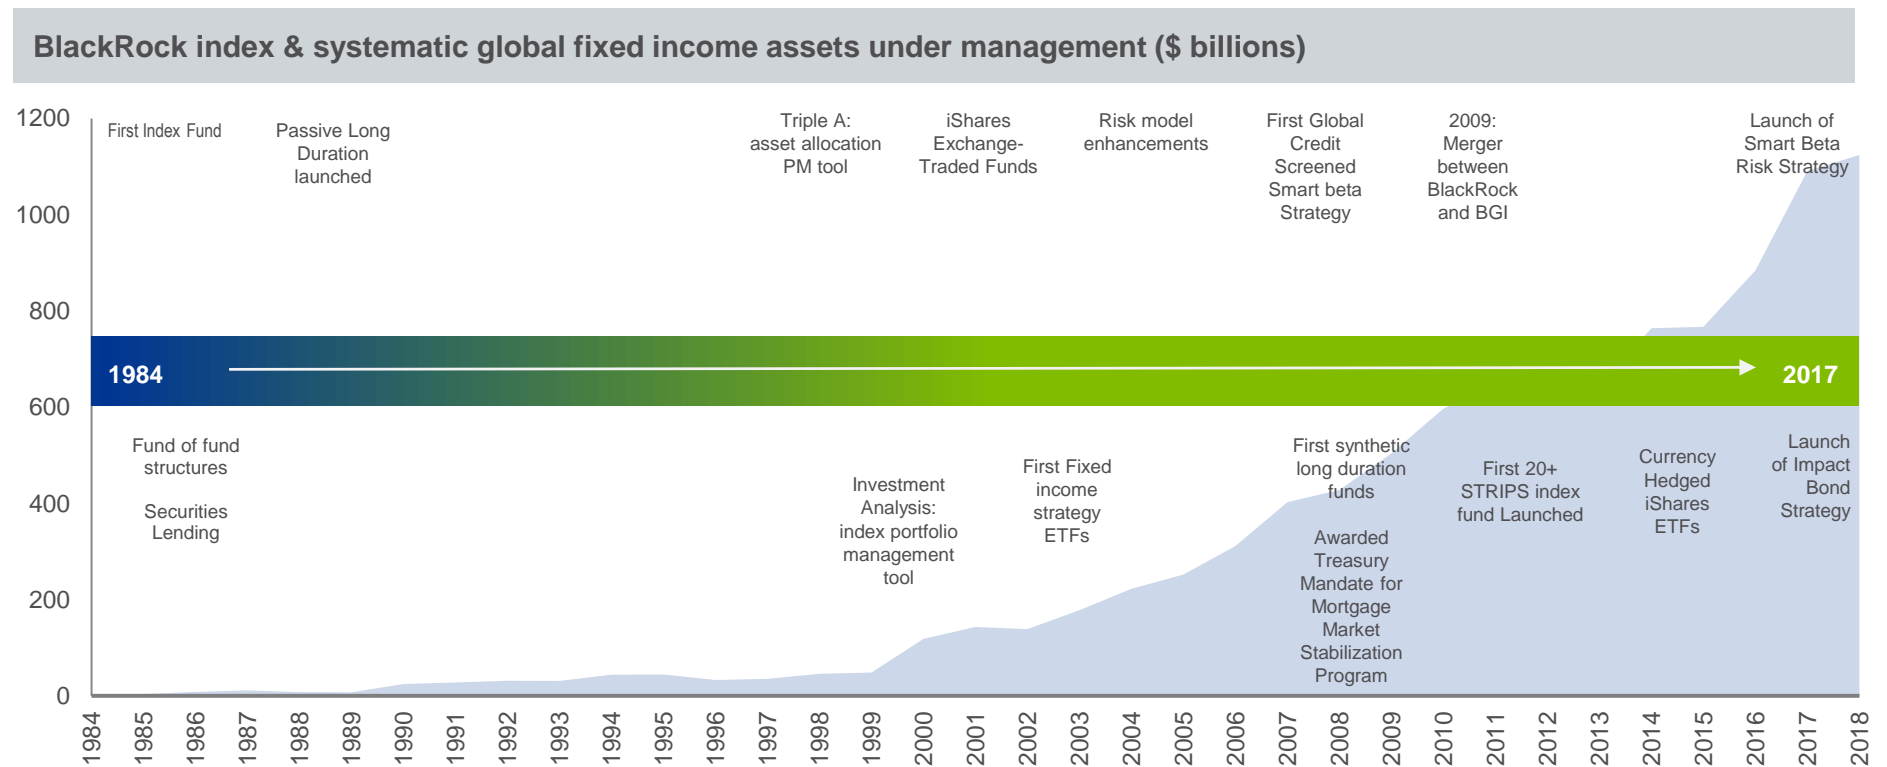 BlackRock index & systematic global fixed income assets under management ($ billions)
1200
1000
800
600
400
200
0
First Index Fund
Passive Long
Duration
launched
Triple A:
asset allocation
PM tool
iShares
Exchange-
Traded Funds
Risk model
enhancements
First Global
Credit
Screened
Smart beta
Strategy
2009:
Merger
between
BlackRock
and BGI
Launch of
Smart Beta
Risk Strategy
1984
2017
Fund of fund
structures
Securities
Lending
Investment
Analysis:
index portfolio
management
tool
First Fixed
income
strategy
ETFs
First synthetic
long duration
funds
Awarded
Treasury
Mandate for
Mortgage
Market
Stabilization
Program
First 20+
STRIPS index
fund Launched
Currency
Hedged
iShares
ETFs
Launch
of Impact
Bond
Strategy
1984
1985
1986
1987
1988
1989
1990
1991
1992
1993
1994
1995
1996
1997
1998
1999
2000
2001
2002
2003
2004
2005
2006
2007
2008
2009
2010
2011
2012
2013
2014
2015
2016
2017
2018